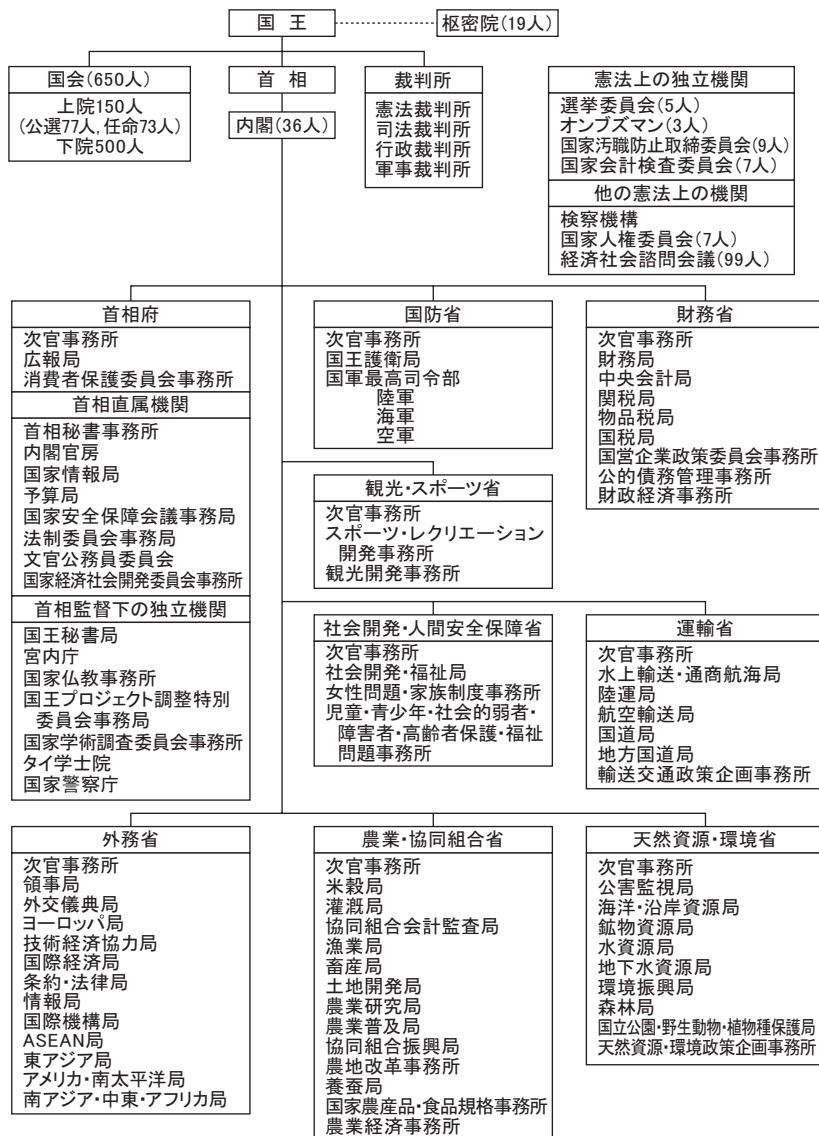 国 王
枢密院(19人)
国会(650人)
上院150人
(公選77人, 任命73人)
下院500人
首 相
内閣(36人)
裁判所
憲法裁判所
司法裁判所
行政裁判所
軍事裁判所
憲法上の独立機関
選挙委員会(5人)
オンブズマン(3人)
国家汚職防止取締委員会(9人)
国家会計検査委員会(7人)
他の憲法上の機関
検察機構
国家人権委員会(7人)
経済社会諮問会議(99人)
首相府
次官事務所
広報局
消費者保護委員会事務所
首相直属機関
首相秘書事務所
内閣官房
国家情報局
予算局
国家安全保障会議事務局
法制委員会事務局
文官公務員委員会
国家経済社会開発委員会事務所
首相監督下の独立機関
国王秘書局
宮内庁
国家仏教事務所
国王プロジェクト調整特別
委員会事務局
国家学術調査委員会事務所
タイ学士院
国家警察庁
国防省
次官事務所
国王護衛局
国軍最高司令部
陸軍
海軍
空軍
財務省
次官事務所
財務局
中央会計局
関税局
物品税局
国税局
国営企業政策委員会事務所
公的債務管理事務所
財政経済事務所
観光・スポーツ省
次官事務所
スポーツ・レクリエーション
開発事務所
観光開発事務所
社会開発・人間安全保障省
次官事務所
社会開発・福祉局
女性問題・家族制度事務所
児童・青少年・社会的弱者・
障害者・高齢者保護・福祉
問題事務所
運輸省
次官事務所
水上輸送・通商航海局
陸運局
航空輸送局
国道局
地方国道局
輸送交通政策企画事務所
外務省
次官事務所
領事局
外交儀典局
ヨーロッパ局
技術経済協力局
国際経済局
条約・法律局
情報局
国際機構局
ASEAN局
東アジア局
アメリカ・南太平洋局
南アジア・中東・アフリカ局
農業・協同組合省
次官事務所
米穀局
灌漑局
協同組合会計監査局
漁業局
畜産局
土地開発局
農業研究局
農業普及局
協同組合振興局
農地改革事務所
養蚕局
国家農産品・食品規格事務所
農業経済事務所
天然資源・環境省
次官事務所
公害監視局
海洋・沿岸資源局
鉱物資源局
水資源局
地下水資源局
環境振興局
森林局
国立公園・野生動物・植物種保護局
天然資源・環境政策企画事務所